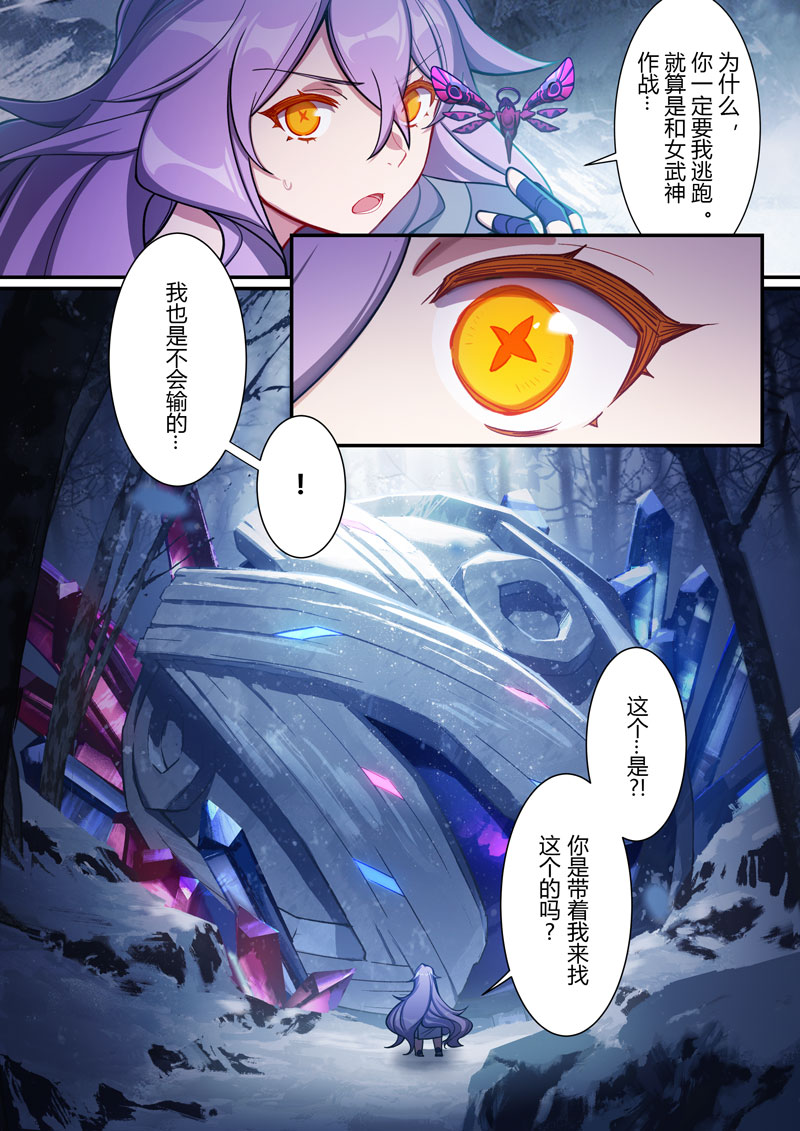 为什么，
你一定要我逃跑。
就算是和女武神
作战…
我也是不会输的…
！
这个…是?!
你是带着我来找
这个的吗？